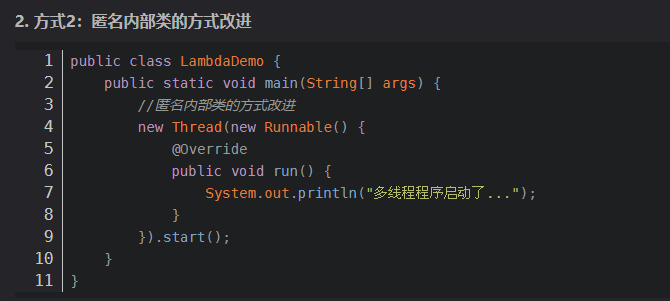 2. 方式2：匿名内部类的方式改进
1 public class LambdaDemo {
2     public static void main(String[] args) {
3         //匿名内部类的方式改进
4         new Thread(new Runnable() {
5             @Override
6             public void run() {
7                 System.out.println("多线程程序启动了...");
8             }
9         }).start();
10     }
11 }